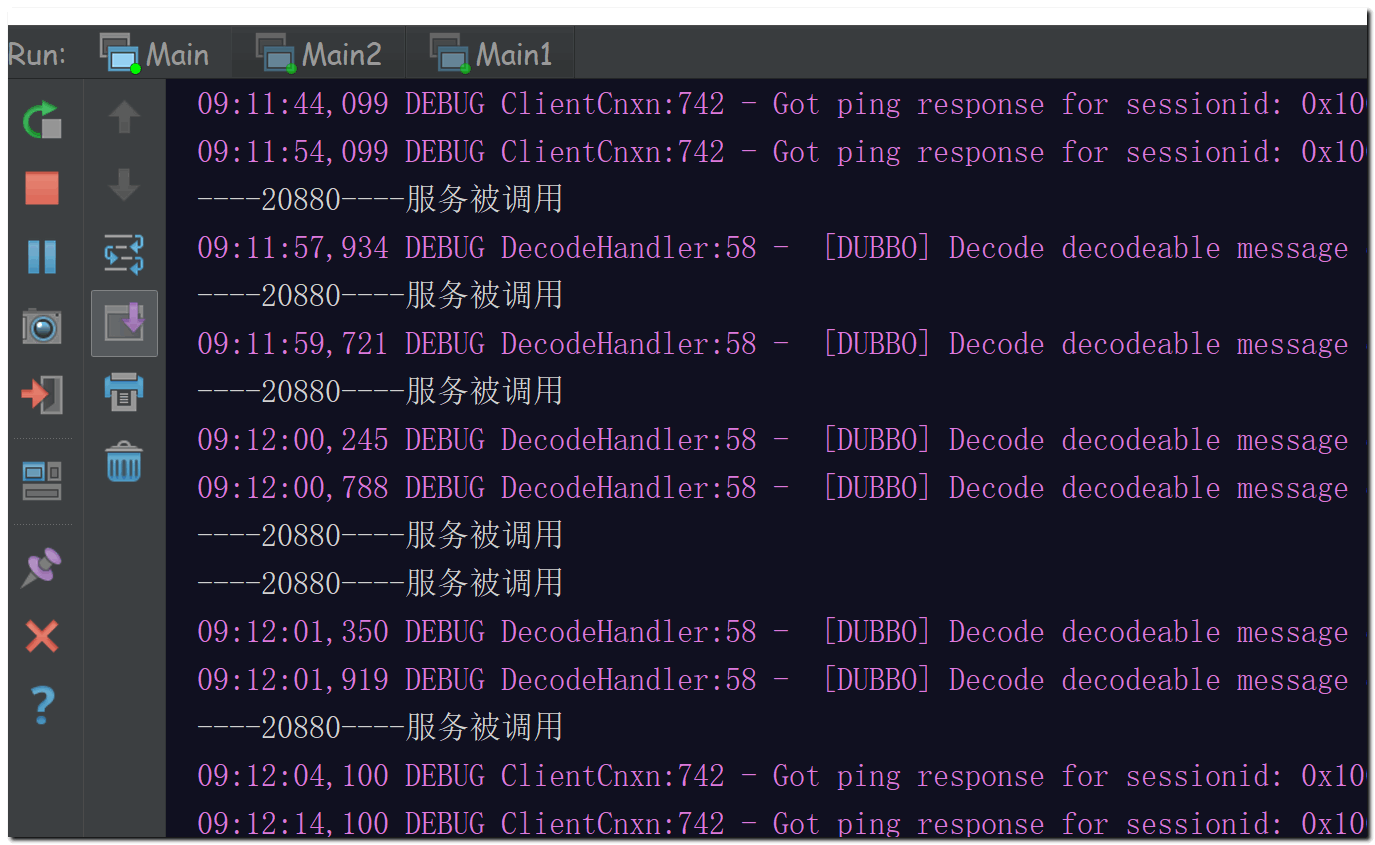 Run: Main Main2 Main1
09:11:44,099 DEBUG ClientCnxn:742 - Got ping response for sessionid: 0x10
09:11:54,099 DEBUG ClientCnxn:742 - Got ping response for sessionid: 0x10
----20880----服务被调用
09:11:57,934 DEBUG DecodeHandler:58 -  [DUBBO] Decode decodeable message
----20880----服务被调用
09:11:59,721 DEBUG DecodeHandler:58 -  [DUBBO] Decode decodeable message
----20880----服务被调用
09:12:00,245 DEBUG DecodeHandler:58 -  [DUBBO] Decode decodeable message
09:12:00,788 DEBUG DecodeHandler:58 -  [DUBBO] Decode decodeable message
----20880----服务被调用
----20880----服务被调用
09:12:01,350 DEBUG DecodeHandler:58 -  [DUBBO] Decode decodeable message
09:12:01,919 DEBUG DecodeHandler:58 -  [DUBBO] Decode decodeable message
----20880----服务被调用
09:12:04,100 DEBUG ClientCnxn:742 - Got ping response for sessionid: 0x10
09:12:14,100 DEBUG ClientCnxn:742 - Got ping response for sessionid: 0x10